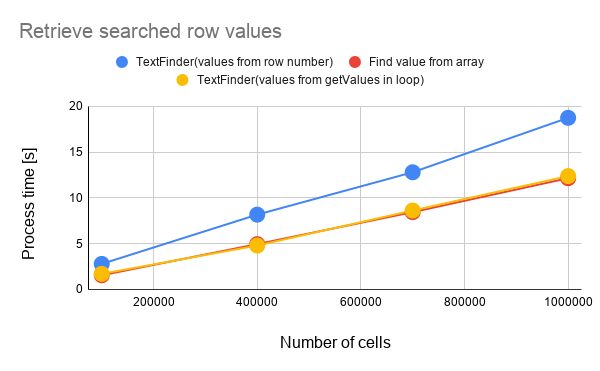 Retrieve searched row values
TextFinder(values from row number)
Find value from array
TextFinder(values from getValues in loop)
20
15
10
5
0
Process time [s]
200000
400000
600000
800000
1000000
Number of cells